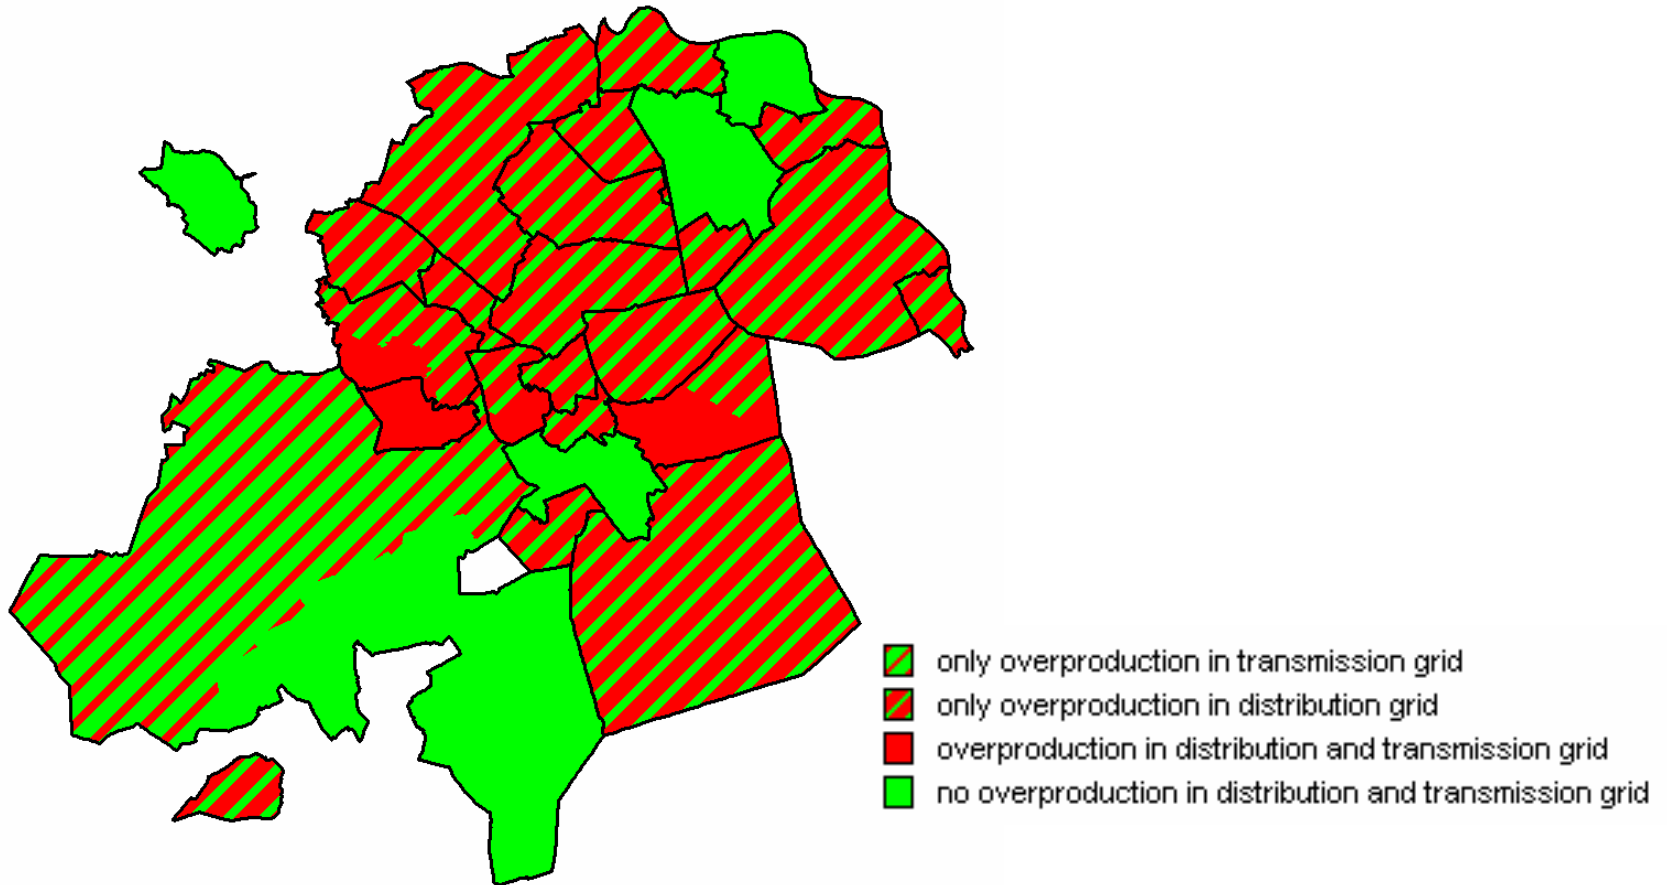 only overproduction in transmission grid
only overproduction in distribution grid
overproduction in distribution and transmission grid
no overproduction in distribution and transmission grid